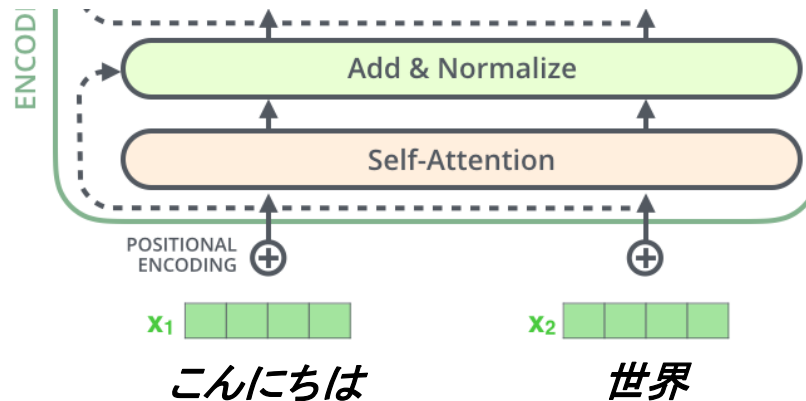 ENCOD
Add & Normalize
Self-Attention
POSITIONAL
ENCODING
x₁
x₂
こんにちは
世界